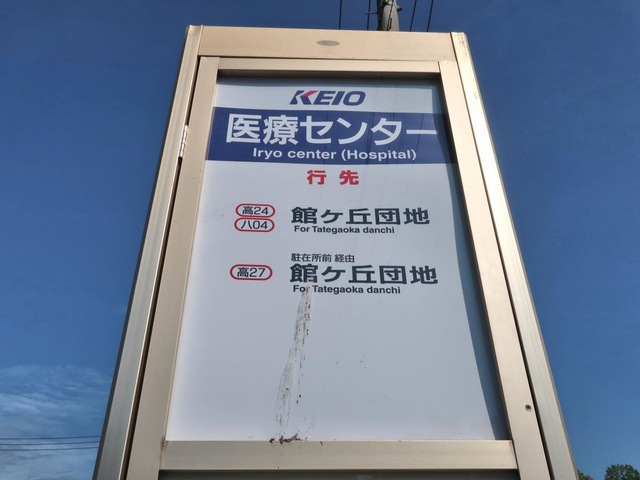 KEIO
医療センター
Iryo center (Hospital)
行先
高24
八04
館ヶ丘団地
For Tategaoka danchi
駐在所前 経由
高27
館ヶ丘団地
For Tategaoka danchi